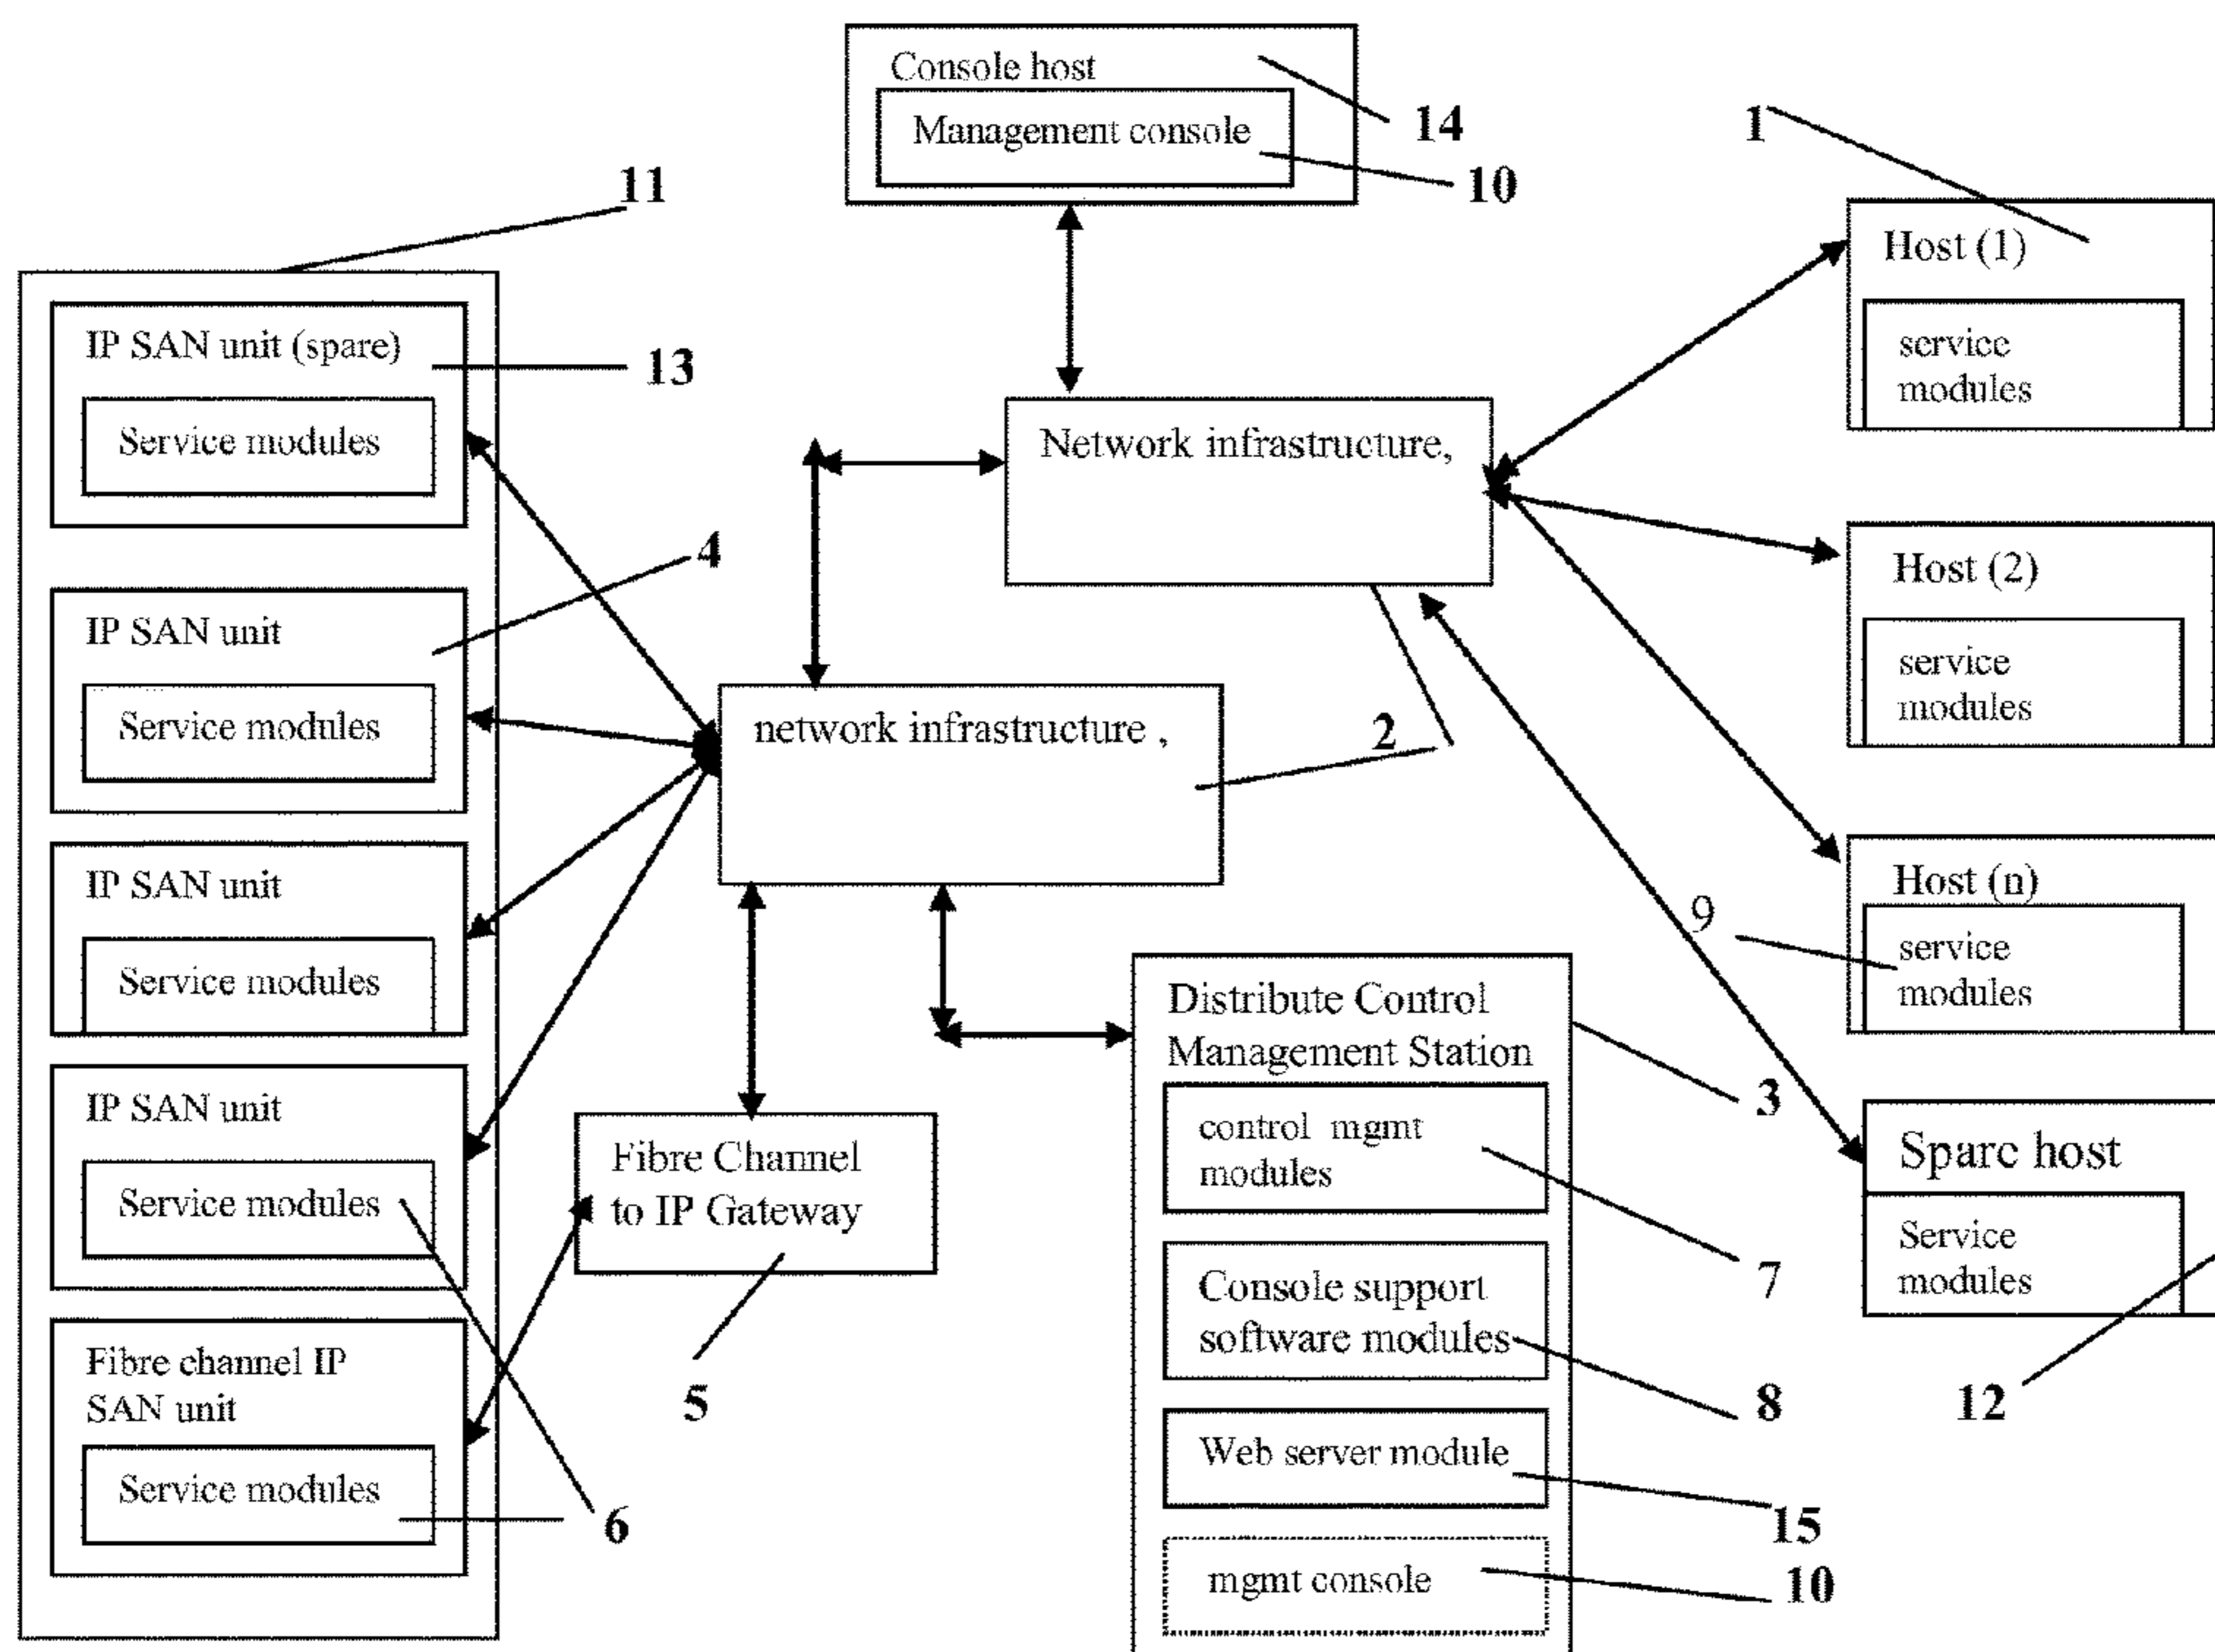 Console host
Management console
14
10
1
11
Host (1)
service
modules
IP SAN unit (spare)
13
Service modules
Network infrastructure,
4
Host (2)
service
modules
IP SAN unit
Service modules
network infrastructure ,
2
IP SAN unit
Service modules
Host (n)
9
service
modules
Distribute Control
Management Station
3
IP SAN unit
Service modules
Fibre Channel
to IP Gateway
control mgmt
modules
7
Spare host
Service
modules
Console support
software modules
8
12
5
Fibre channel IP
SAN unit
Service modules
6
Web server module
15
mgmt console
10